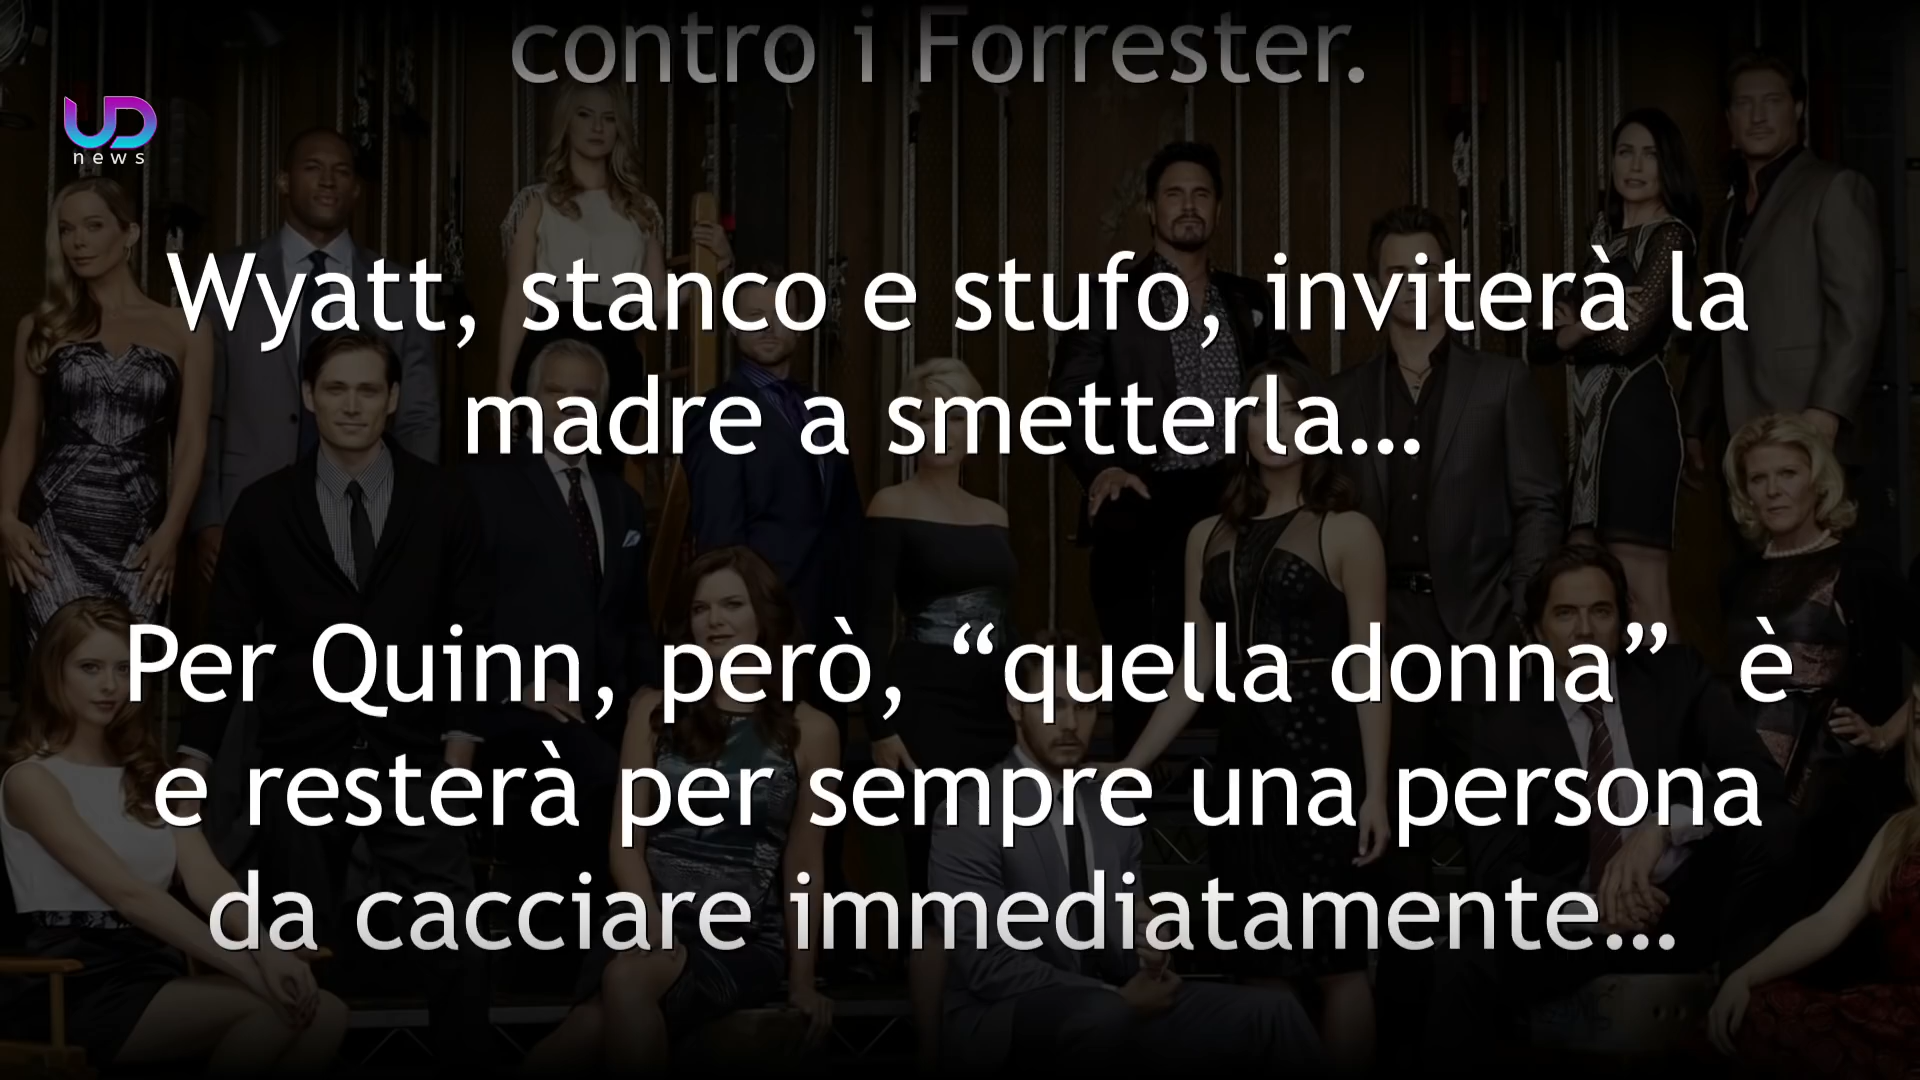 contro i Forrester.
UD
news
Wyatt, stanco e stufo, inviterà la
madre a smetterla...
Per Quinn, però, “quella donna” è
e resterà per sempre una persona
da cacciare immediatamente...